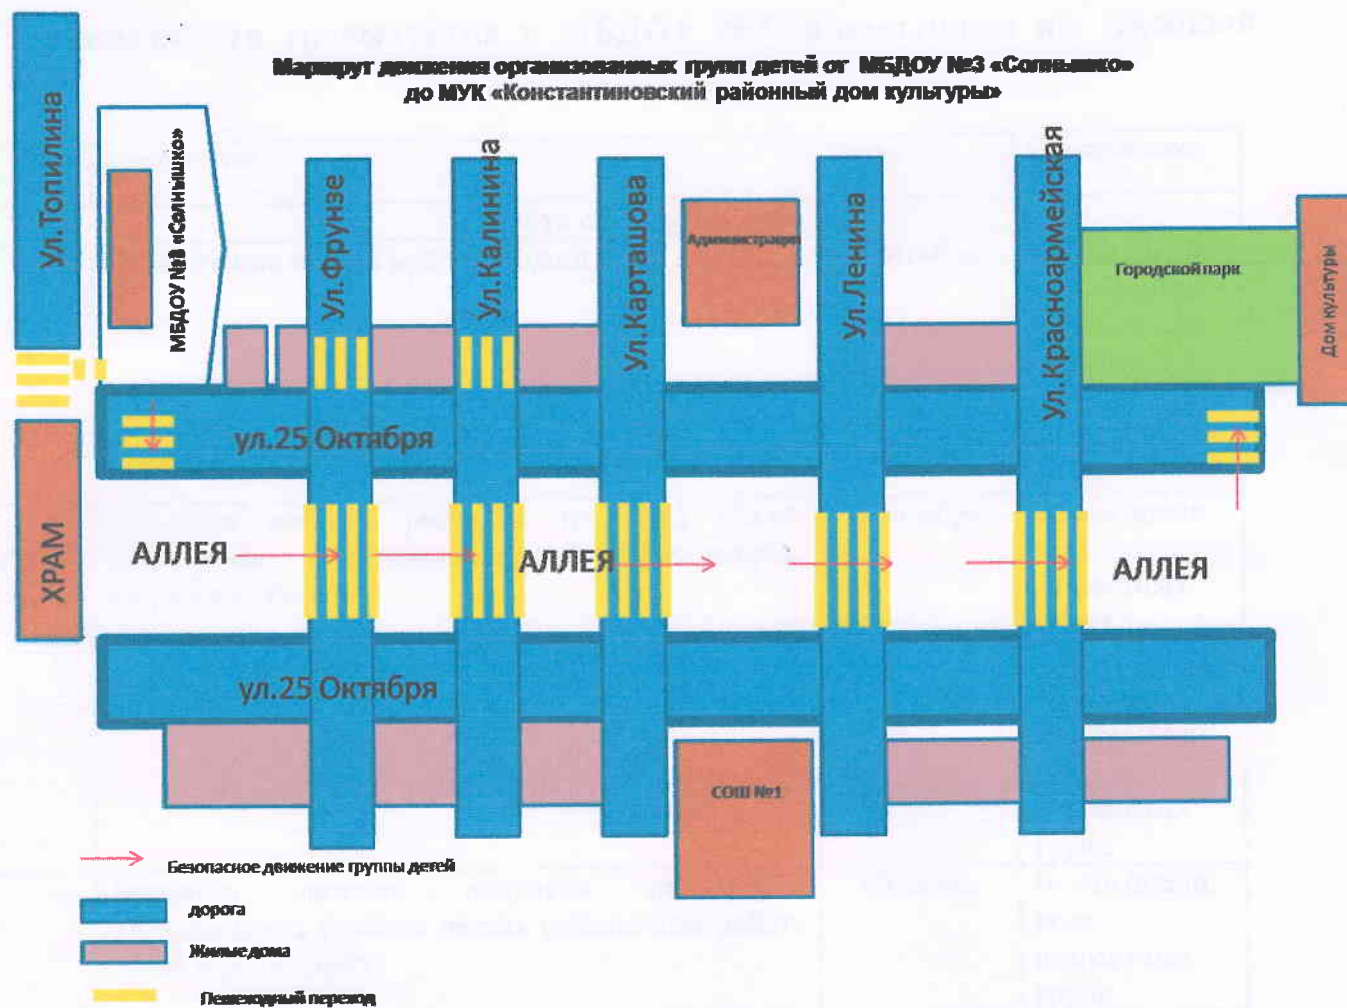 Маршрут движения организованных групп детей от МБДОУ №3 «Солнышко»
до МУК «Константиновский районный дом культуры»
Ул.Топилина
МБДОУ №3 «Солнышко»
Ул.Фрунзе
Ул.Калинина
Ул.Карташова
Администрация
Ул.Ленина
Ул.Красноармейская
Городской парк
Дом культуры
ул.25 Октября
ХРАМ
АЛЛЕЯ
АЛЛЕЯ
АЛЛЕЯ
ул.25 Октября
СОШ №1
Безопасное движение группы детей
дорога
Жилые дома
Пешеходный переход